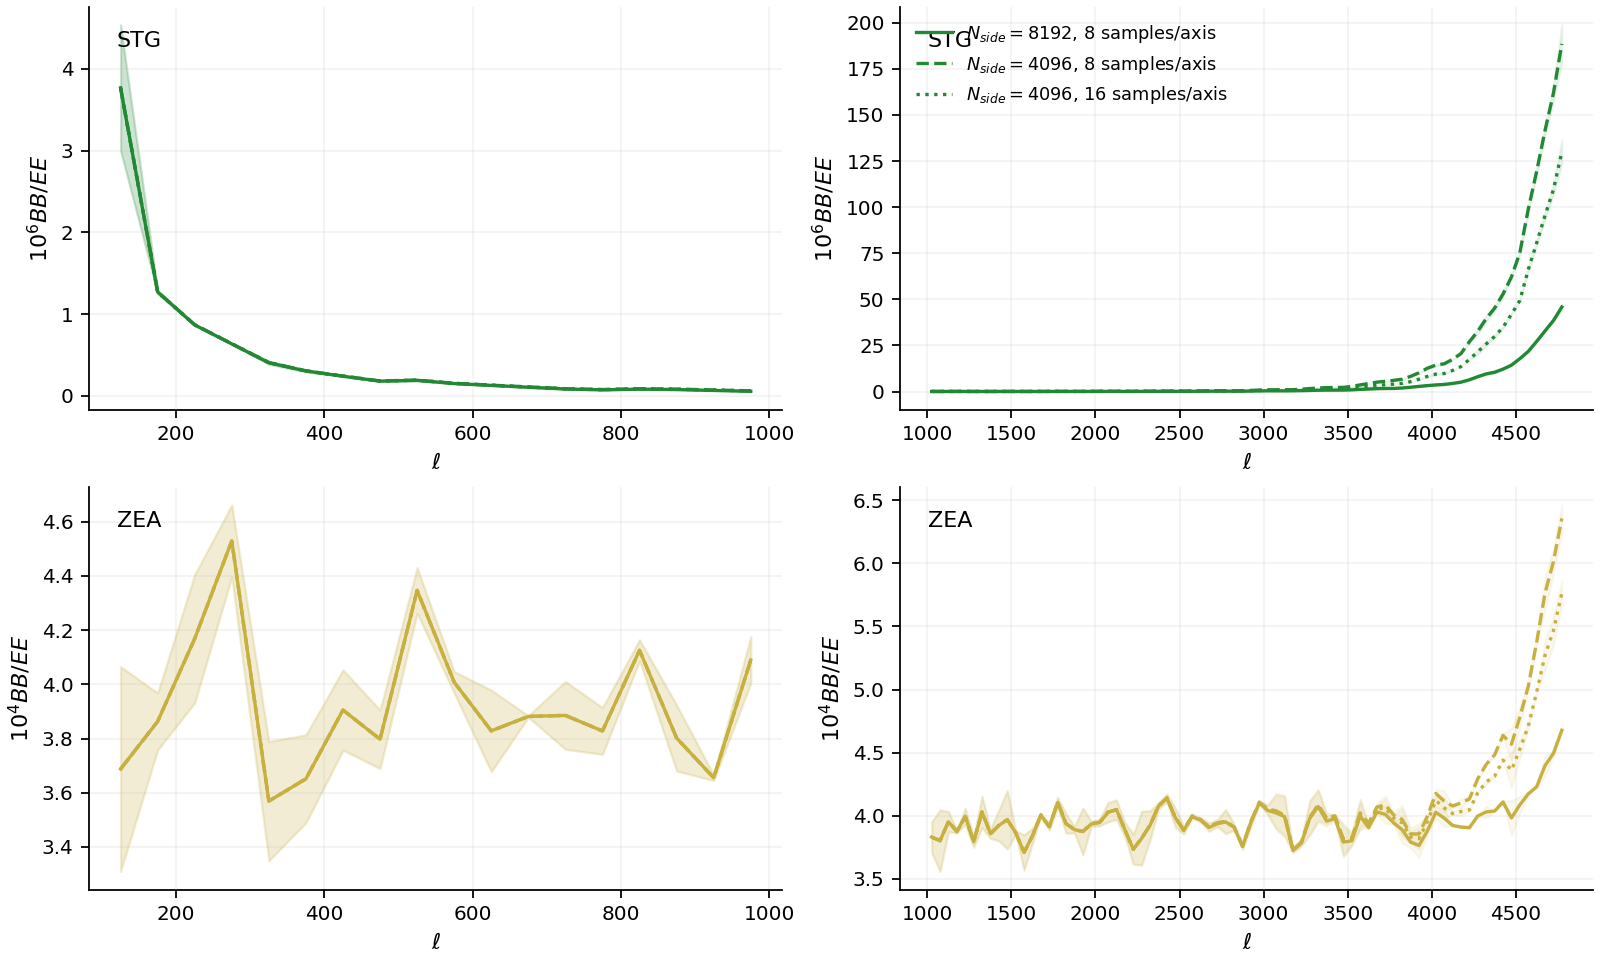 STG
4
3
2
1
0
10⁶BB/EE
200 400 600 800 1000
ℓ
STG
N_side = 8192, 8 samples/axis
N_side = 4096, 8 samples/axis
N_side = 4096, 16 samples/axis
200
175
150
125
100
75
50
25
0
10⁶BB/EE
1000 1500 2000 2500 3000 3500 4000 4500
ℓ
ZEA
4.6
4.4
4.2
4.0
3.8
3.6
3.4
10⁴BB/EE
200 400 600 800 1000
ℓ
ZEA
6.5
6.0
5.5
5.0
4.5
4.0
3.5
10⁴BB/EE
1000 1500 2000 2500 3000 3500 4000 4500
ℓ